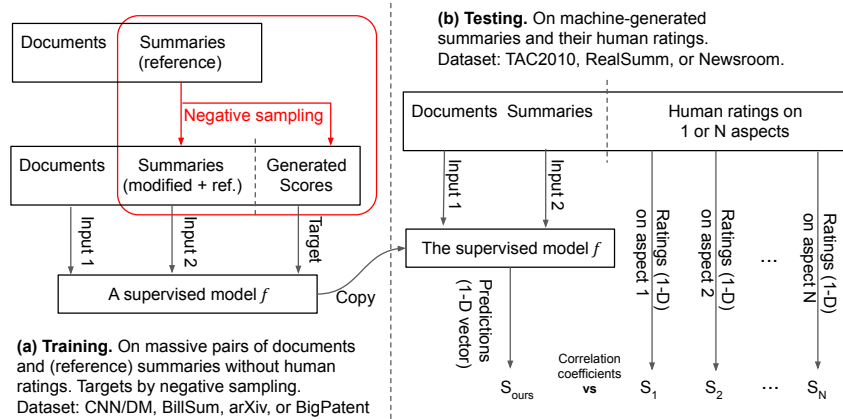 Documents
Summaries
(reference)
Negative sampling
Documents
Summaries
(modified + ref.)
Generated
Scores
Input 1
Input 2
Target
A supervised model f
Copy
(a) Training. On massive pairs of documents
and (reference) summaries without human
ratings. Targets by negative sampling.
Dataset: CNN/DM, BillSum, arXiv, or BigPatent
(b) Testing. On machine-generated
summaries and their human ratings.
Dataset: TAC2010, RealSumm, or Newsroom.
Documents
Summaries
Human ratings on
1 or N aspects
Input 1
Input 2
The supervised model f
Predictions
(1-D vector)
Ratings (1-D)
on aspect 1
Ratings (1-D)
on aspect 2
...
Ratings (1-D)
on aspect N
Sours
Correlation
coefficients
vs
S1
S2
...
SN